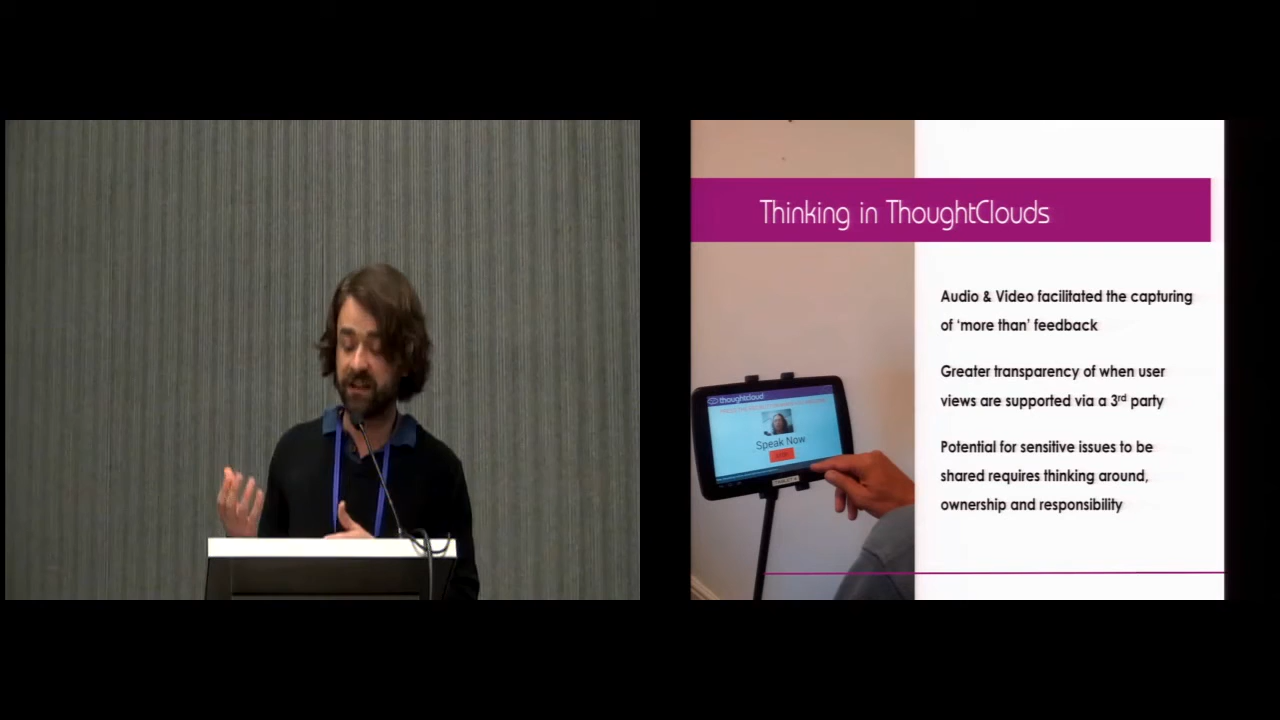 Thinking in ThoughtClouds
Audio & Video facilitated the capturing
of ‘more than’ feedback
Greater transparency of when user
views are supported via a 3rd party
Potential for sensitive issues to be
shared requires thinking around,
ownership and responsibility
thoughtcloud
Speak Now